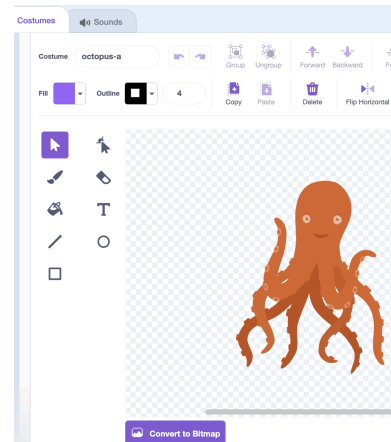 Costumes Sounds
Costume octopus-a Group Ungroup Forward Backward
Fill Outline 4 Copy Paste Delete Flip Horizontal
T
Convert to Bitmap